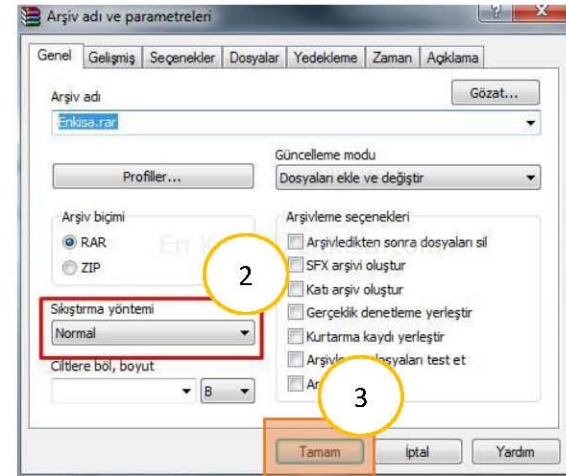 Arşiv adı ve parametreleri
Genel Gelişmiş Seçenekler Dosyalar Yedekleme Zaman Açıklama
Arşiv adı
Gözat...
Enkisa.rar
Güncelleme modu
Profiller...
Dosyaları ekle ve değiştir
Arşiv biçimi
RAR
ZIP
Arşivleme seçenekleri
Arşivledikten sonra dosyaları sil
SFX arşivi oluştur
Katı arşiv oluştur
Gerçeklik denetleme yerleştir
Kurtarma kaydı yerleştir
test et
2
Sıkıştırma yöntemi
Normal
Ciltlere böl, boyut
B
3
Tamam İptal Yardım